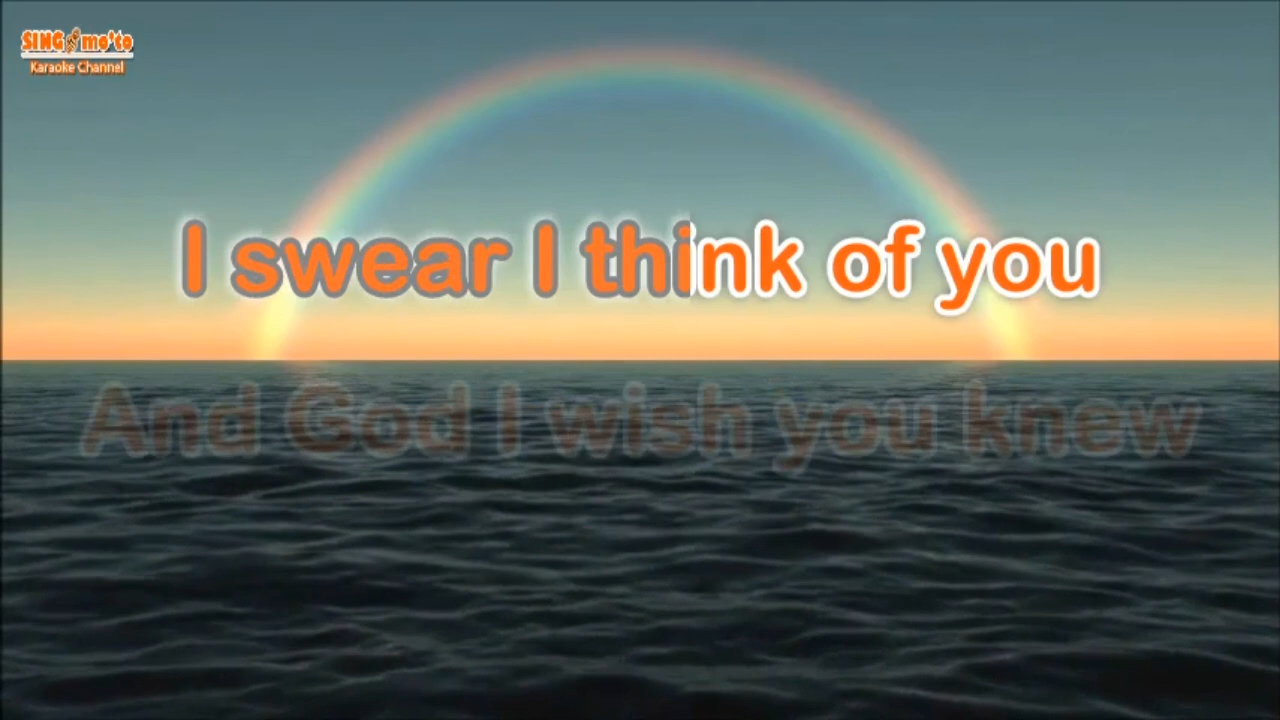 SING mo'to
Karaoke Channel
I swear I think of you
And God I wish you knew